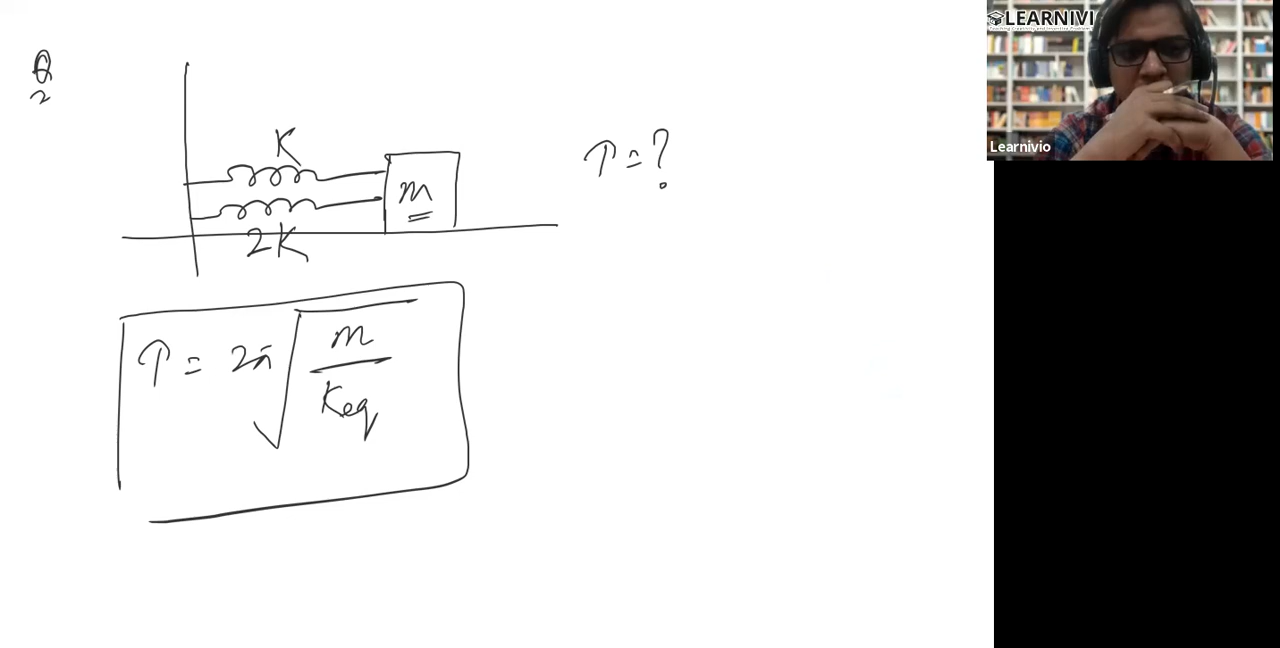 Q
2
K
m
2K
T = ?
T = 2π √(m / Keq)
LEARNIVI
Learnivio